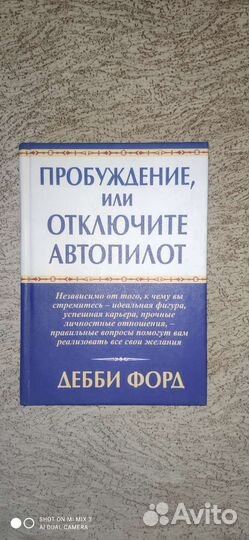 ПРОБУЖДЕНИЕ,
ИЛИ
ОТКЛЮЧИТЕ
АВТОПИЛОТ
Независимо от того, к чему вы
стремитесь – идеальная фигура,
успешная карьера, прочные
личностные отношения, –
правильные вопросы помогут вам
реализовать все свои желания
ДЕББИ ФОРД
SHOT ON MI MIX 3
AI DUAL CAMERA
Avito